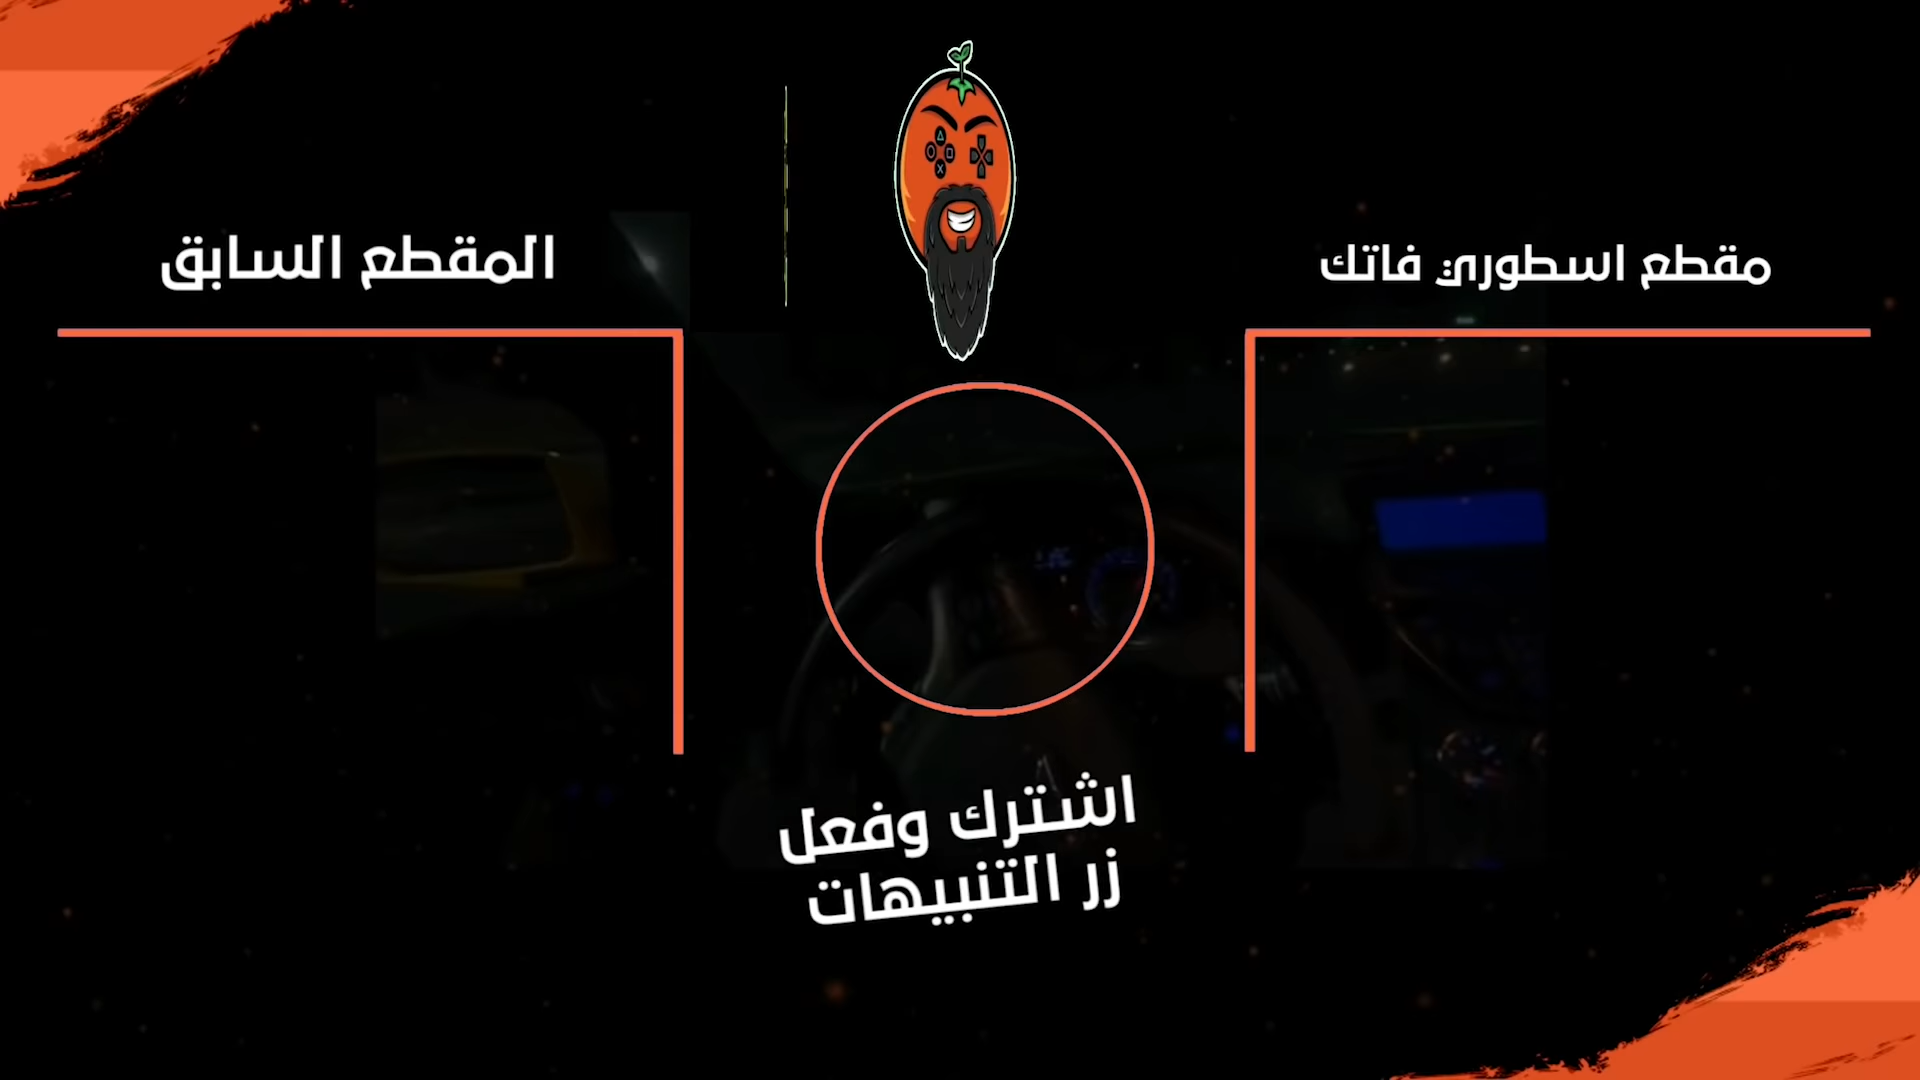 مقطع اسطوري فاتك
المقطع السابق
اشترك وفعل
زر التنبيهات